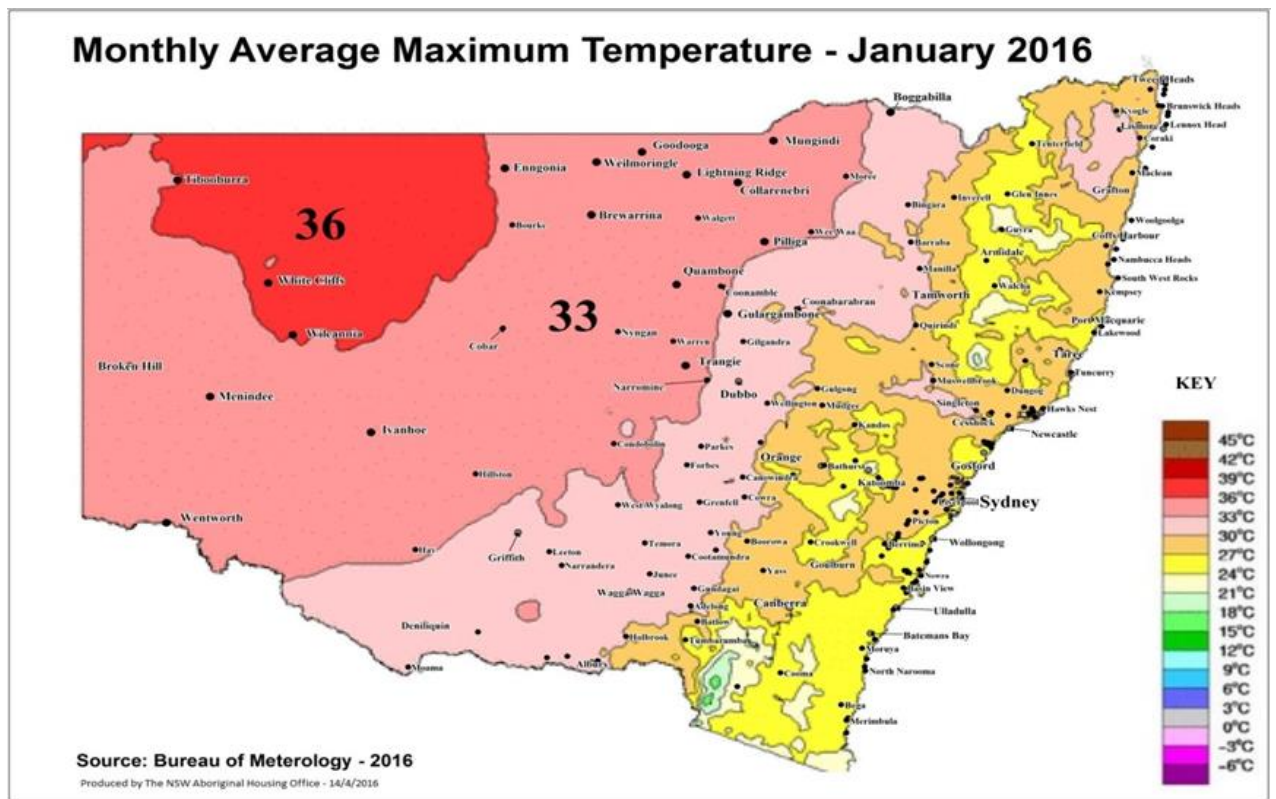 Monthly Average Maximum Temperature - January 2016
Tweed Heads
Boggabilla
Kyogle
Brunswick Heads
Lismore
Lennox Head
Coraki
Mungindi
Goodooga
Tenterfield
Weilmoringle
Enngonia
Lightning Ridge
Collarenebri
Moree
Maclean
Tibooburra
Grafton
Glen Innes
Inverell
Bingara
36
Brewarrina
Walgett
Bourke
Woolgoolga
Guyra
Wee Waa
Coffs Harbour
Pilliga
Barraba
Armidale
Nambucca Heads
Manilla
Quambone
White Cliffs
South West Rocks
Coonamble
Walcha
Kempsey
Tamworth
Coonabarabran
33
Gulargambone
Port Macquarie
Quirindi
Lakewood
Wilcannia
Nyngan
Cobar
Warren
Gilgandra
Taree
Trangie
Scone
Broken Hill
Tuncurry
Narromine
Dubbo
Muswellbrook
KEY
Gulgong
Dungog
Menindee
Wellington
Mudgee
Singleton
Hawks Nest
Cessnock
Kandos
Newcastle
Ivanhoe
Condobolin
Parkes
45°C
Orange
42°C
Forbes
Bathurst
Gosford
Hillston
Canowindra
Katoomba
39°C
36°C
West Wyalong
Grenfell
Cowra
Liverpool
Sydney
Wentworth
Picton
33°C
Young
30°C
Hay
Griffith
Leeton
Temora
Boorowa
Crookwell
Berrima
Wollongong
27°C
Narrandera
Cootamundra
Goulburn
Junee
Yass
Nowra
24°C
Wagga Wagga
Gundagai
Basin View
21°C
Adelong
Canberra
Ulladulla
18°C
Deniliquin
Batlow
Holbrook
Tumbarumba
Batemans Bay
15°C
Moruya
12°C
Moama
Albury
Cooma
North Narooma
9°C
6°C
Bega
3°C
Merimbula
0°C
-3°C
-6°C
Source: Bureau of Meterology - 2016
Produced by The NSW Aboriginal Housing Office - 14/4/2016